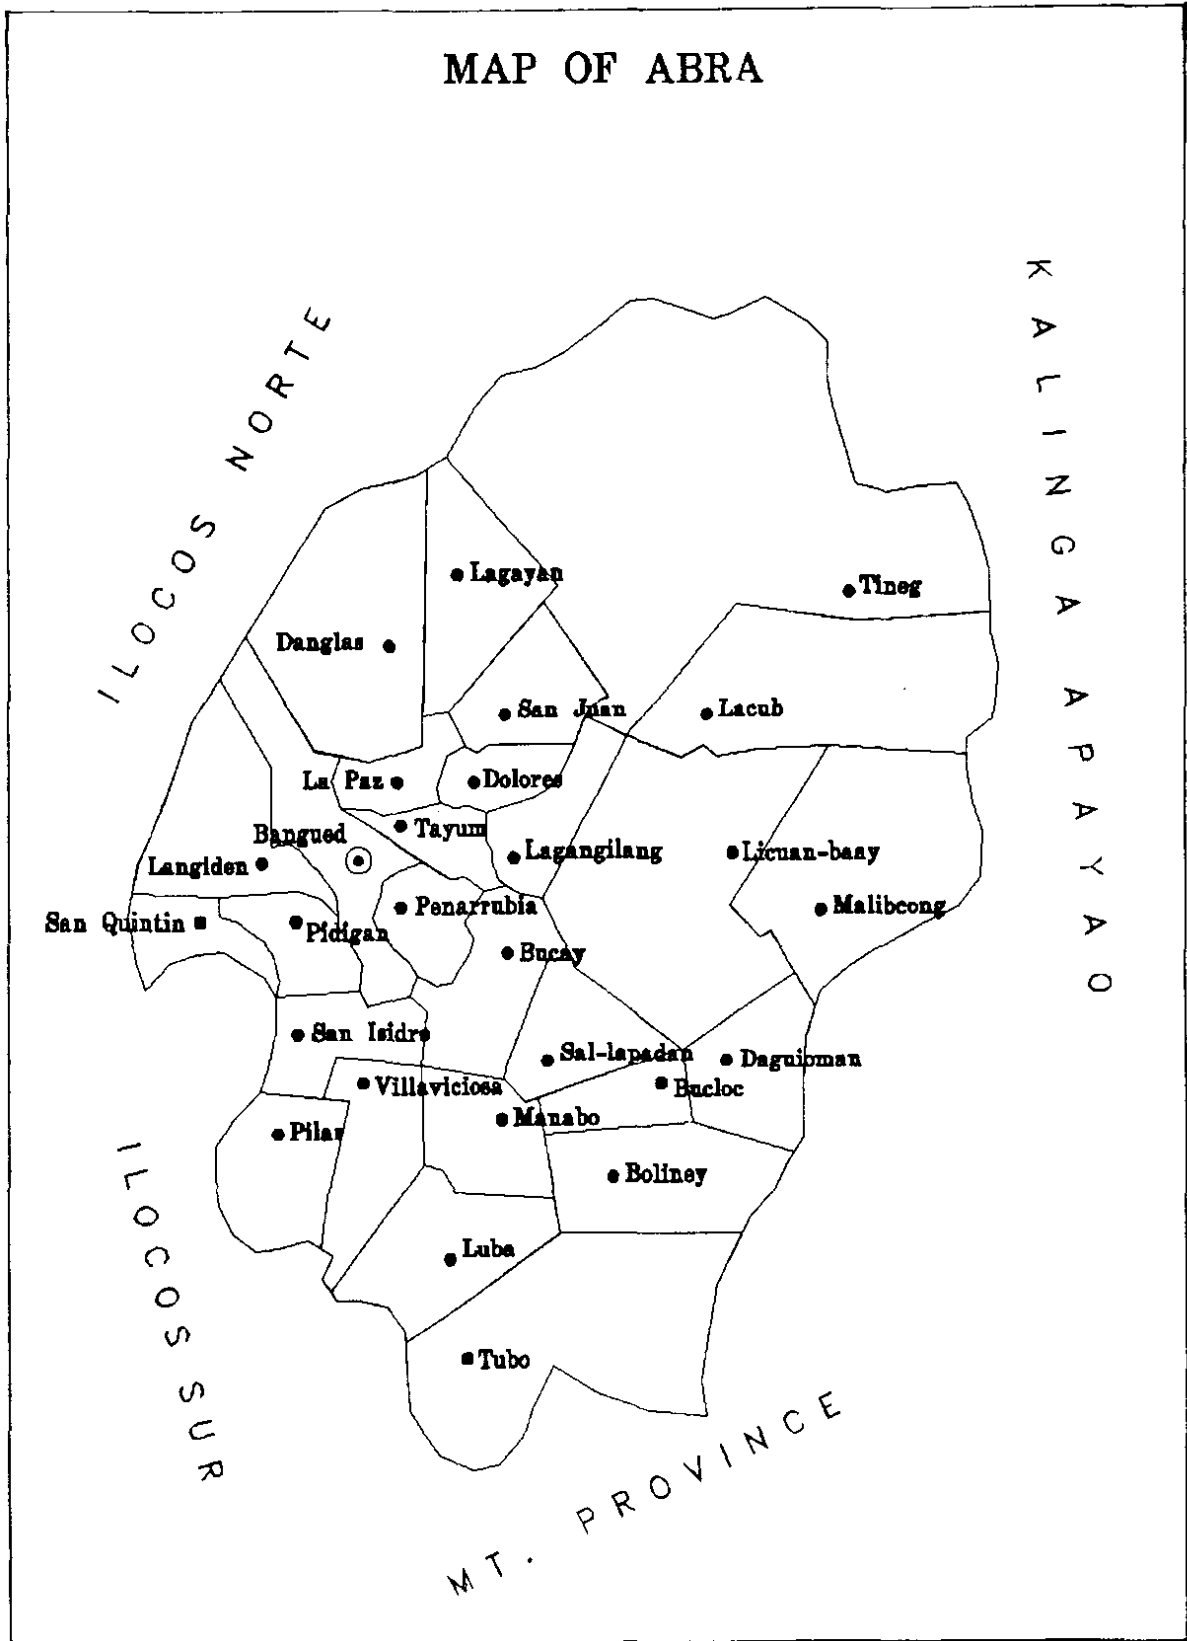 MAP OF ABRA
KALINGA APAYAO
ILOCOS NORTE
Lagayan
Tineg
Danglas
San Juan
Lacub
La Paz
Dolores
Tayum
Bangued
Lagangilang
Licuan-baay
Langiden
Malibcong
Penarrubia
San Quintin
Pidigan
Bucay
San Isidro
Sal-lapadan
Daguioman
Villaviciosa
Bucloc
Manabo
Pilar
Boliney
Luba
Tubo
ILOCOS SUR
MT. PROVINCE